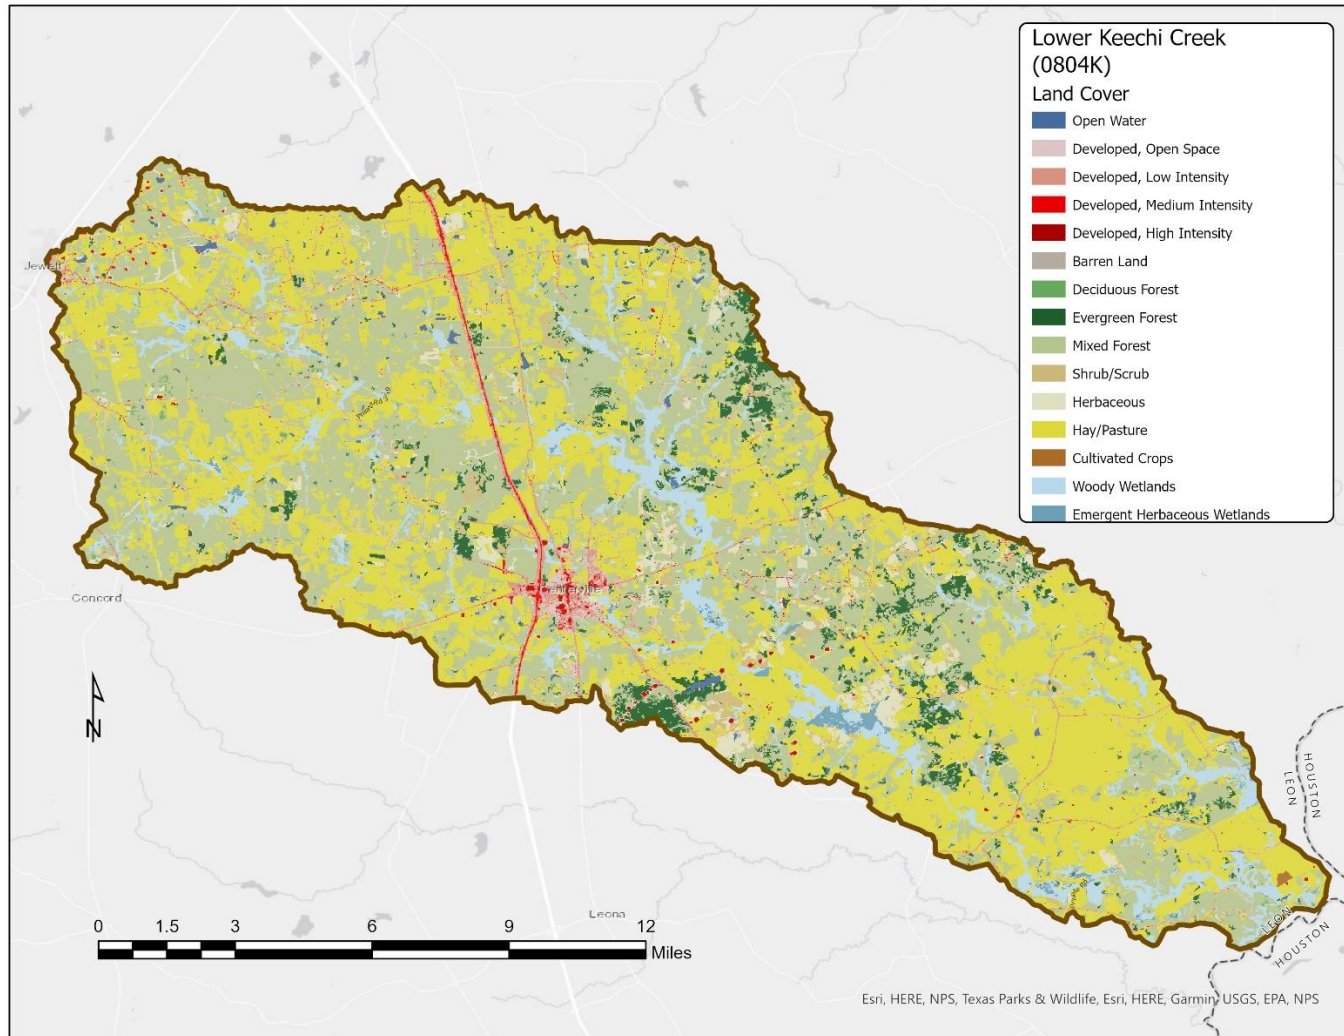 Lower Keechi Creek
(0804K)
Land Cover
Open Water
Developed, Open Space
Developed, Low Intensity
Developed, Medium Intensity
Developed, High Intensity
Barren Land
Deciduous Forest
Evergreen Forest
Mixed Forest
Shrub/Scrub
Herbaceous
Hay/Pasture
Cultivated Crops
Woody Wetlands
Emergent Herbaceous Wetlands
Jewett
Centerville
Concord
N
HOUSTON
LEON
LEON
HOUSTON
Leona
0 1.5 3 6 9 12
Miles
Esri, HERE, NPS, Texas Parks & Wildlife, Esri, HERE, Garmin, USGS, EPA, NPS